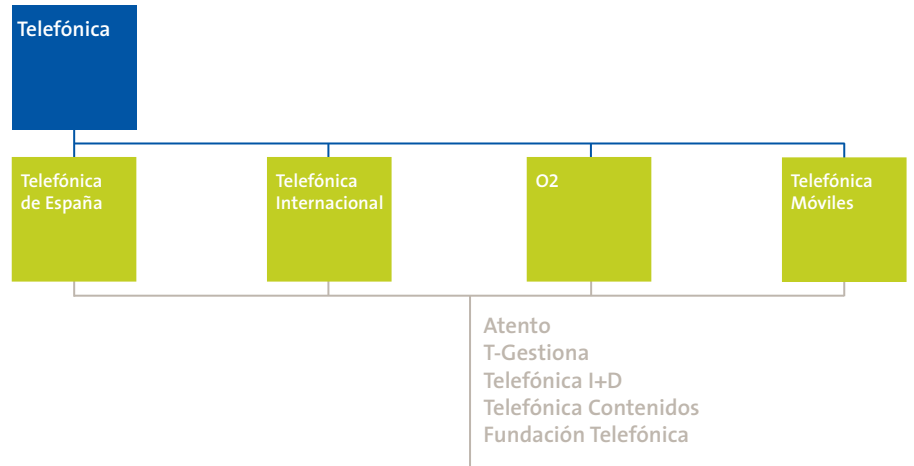 Telefónica
Telefónica
de España
Telefónica
Internacional
O2
Telefónica
Móviles
Atento
T-Gestiona
Telefónica I+D
Telefónica Contenidos
Fundación Telefónica